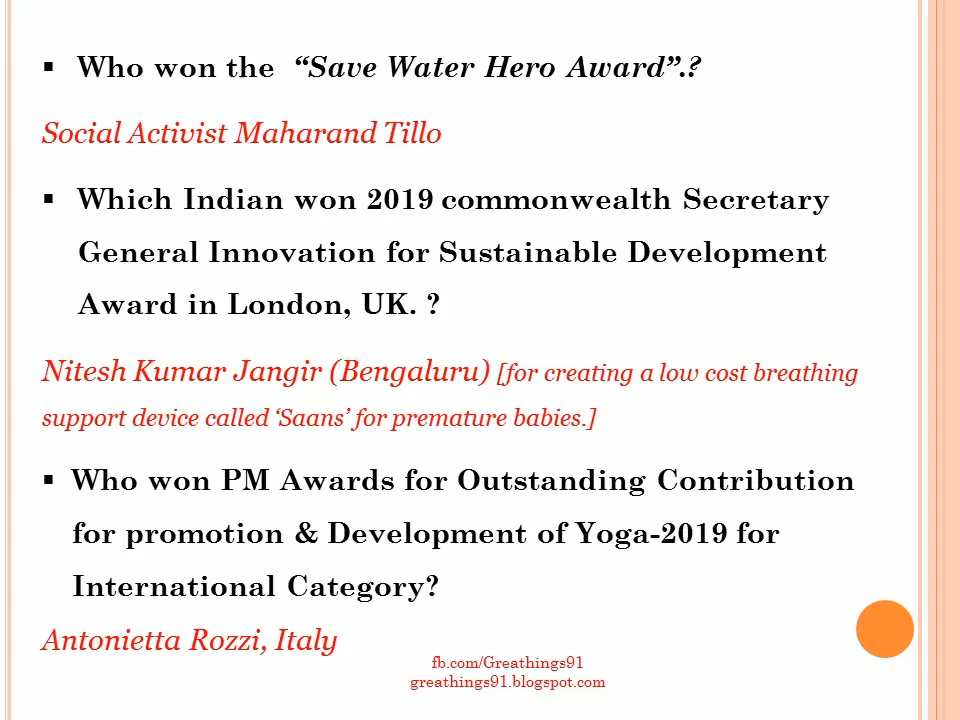 ▪ Who won the “Save Water Hero Award”.?
Social Activist Maharand Tillo
▪ Which Indian won 2019 commonwealth Secretary
General Innovation for Sustainable Development
Award in London, UK. ?
Nitesh Kumar Jangir (Bengaluru) [for creating a low cost breathing
support device called ‘Saans’ for premature babies.]
▪ Who won PM Awards for Outstanding Contribution
for promotion & Development of Yoga-2019 for
International Category?
Antonietta Rozzi, Italy
fb.com/Greathings91
greathings91.blogspot.com